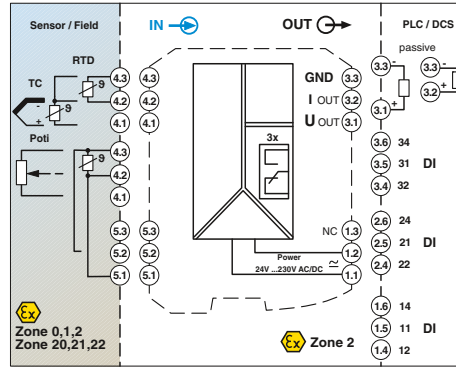 Sensor / Field
IN
OUT
PLC / DCS
RTD
passive
TC
ϑ
4.3
4.3
GND
3.3
3.3
-
3.3
-
-
ϑ
4.2
4.2
I OUT
3.2
3.2
+
+
4.1
4.1
U OUT
3.1
3.1
+
Poti
ϑ
4.3
3x
3.6
34
4.2
3.5
31
DI
4.1
3.4
32
5.3
5.3
NC
1.3
2.6
24
5.2
5.2
Power
1.2
2.5
21
DI
5.1
5.1
24V ...230V AC/DC
≂
1.1
2.4
22
Ex
Zone 0,1,2
Zone 20,21,22
Ex
Zone 2
1.6
14
1.5
11
DI
1.4
12